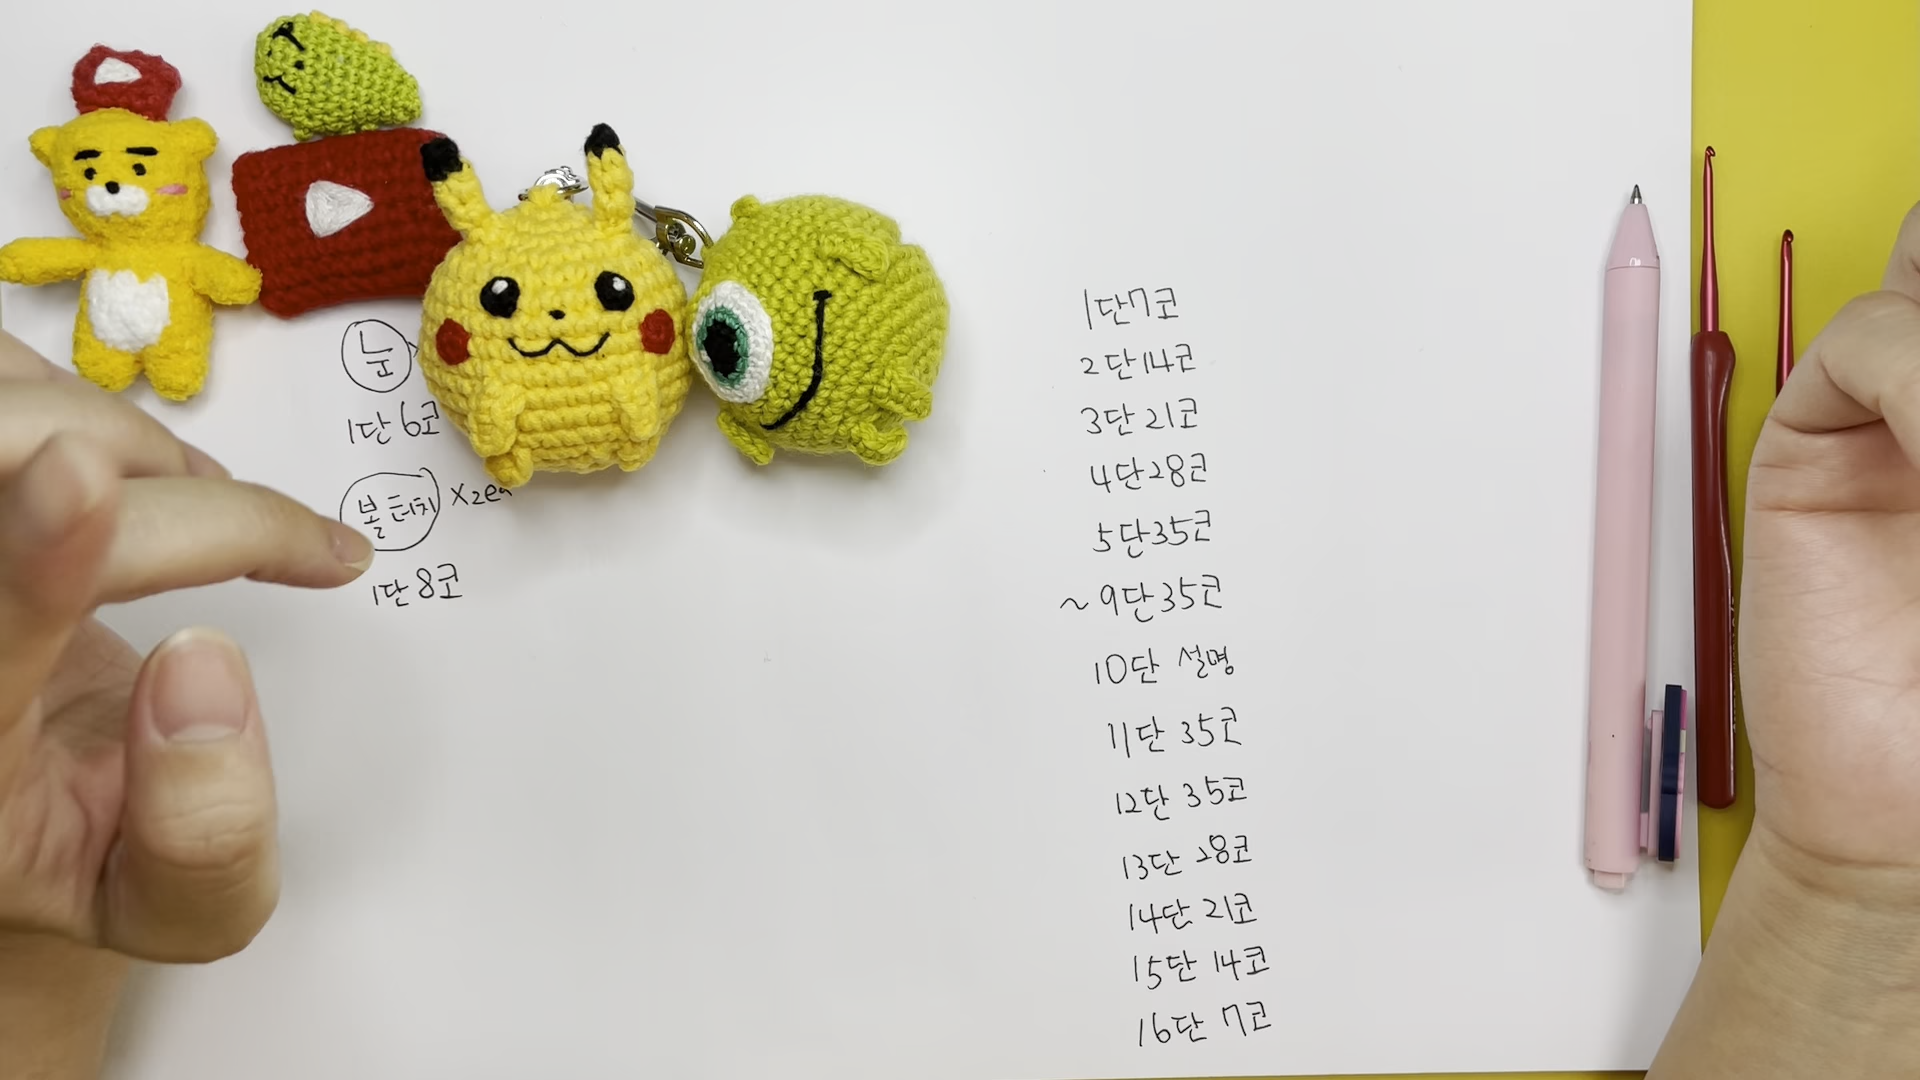 눈
1단 6코
볼터치 x2ea
1단 8코
1단 7코
2단 14코
3단 21코
4단 28코
5단 35코
~9단 35코
10단 설명
11단 35코
12단 35코
13단 28코
14단 21코
15단 14코
16단 7코